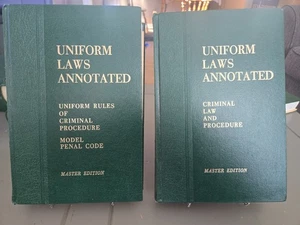 UNIFORM
LAWS
ANNOTATED
UNIFORM RULES
OF
CRIMINAL
PROCEDURE
MODEL
PENAL CODE
MASTER EDITION
UNIFORM
LAWS
ANNOTATED
CRIMINAL
LAW
AND
PROCEDURE
MASTER EDITION